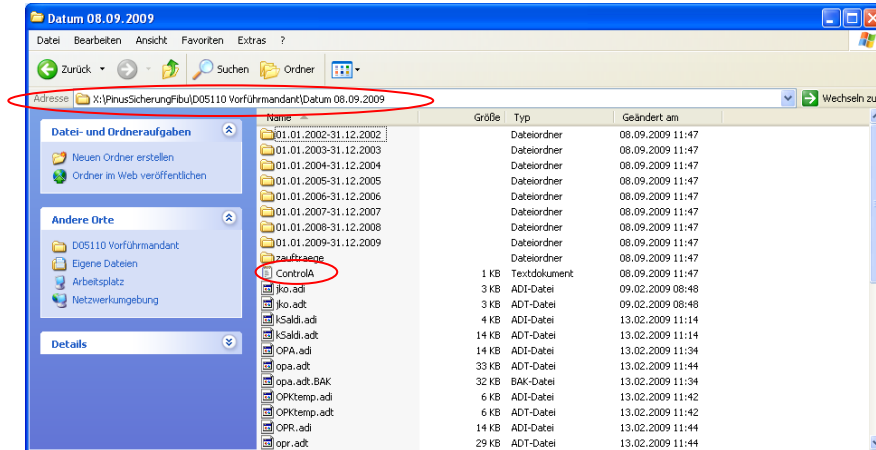 Datum 08.09.2009
Datei Bearbeiten Ansicht Favoriten Extras ?
Zurück Suchen Ordner
Adresse X:\PinusSicherungFibu\D05110 Vorführmandant\Datum 08.09.2009 Wechseln zu
Datei- und Ordneraufgaben
Neuen Ordner erstellen
Ordner im Web veröffentlichen
Andere Orte
D05110 Vorführmandant
Eigene Dateien
Arbeitsplatz
Netzwerkumgebung
Details
Name Größe Typ Geändert am
01.01.2002-31.12.2002 Dateiordner 08.09.2009 11:47
01.01.2003-31.12.2003 Dateiordner 08.09.2009 11:47
01.01.2004-31.12.2004 Dateiordner 08.09.2009 11:47
01.01.2005-31.12.2005 Dateiordner 08.09.2009 11:47
01.01.2006-31.12.2006 Dateiordner 08.09.2009 11:47
01.01.2007-31.12.2007 Dateiordner 08.09.2009 11:47
01.01.2008-31.12.2008 Dateiordner 08.09.2009 11:47
01.01.2009-31.12.2009 Dateiordner 08.09.2009 11:47
zauftraege Dateiordner 08.09.2009 11:47
ControlA 1 KB Textdokument 08.09.2009 11:47
jko.adi 3 KB ADI-Datei 09.02.2009 08:48
jko.adt 3 KB ADT-Datei 09.02.2009 08:48
kSaldi.adi 4 KB ADI-Datei 13.02.2009 11:14
kSaldi.adt 14 KB ADT-Datei 13.02.2009 11:14
OPA.adi 14 KB ADI-Datei 13.02.2009 11:34
opa.adt 33 KB ADT-Datei 13.02.2009 11:44
opa.adt.BAK 32 KB BAK-Datei 13.02.2009 11:34
OPKtemp.adi 6 KB ADI-Datei 13.02.2009 11:42
OPKtemp.adt 6 KB ADT-Datei 13.02.2009 11:42
OPR.adi 14 KB ADI-Datei 13.02.2009 11:44
opr.adt 29 KB ADT-Datei 13.02.2009 11:44